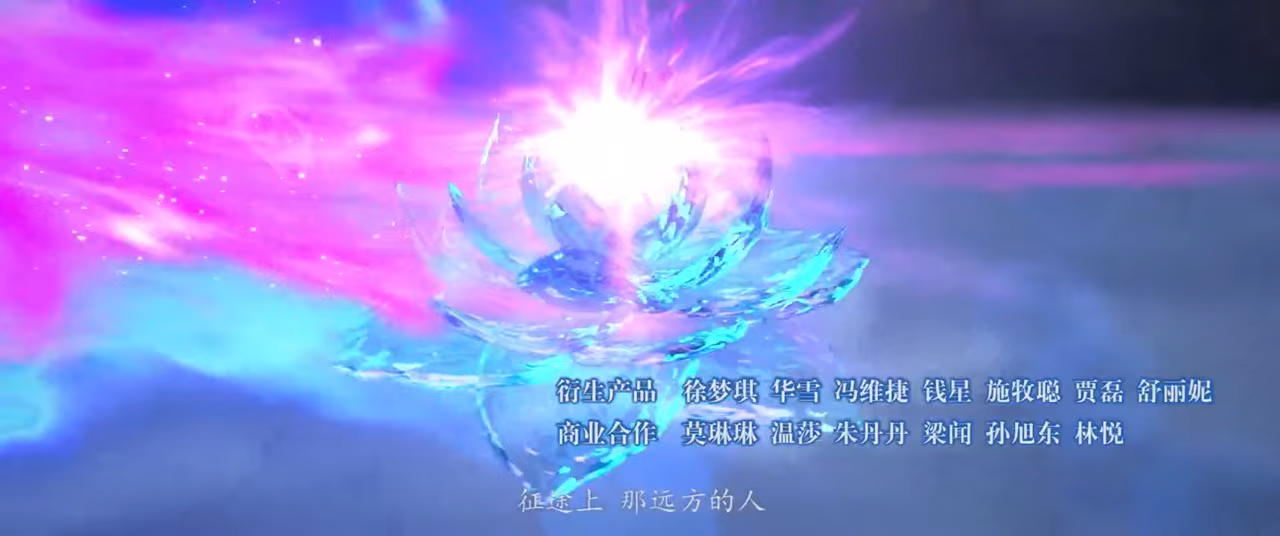 衍生产品 徐梦琪 华雪 冯维捷 钱星 施牧聪 贾磊 舒丽妮
商业合作 莫琳琳 温莎 朱丹丹 梁闻 孙旭东 林悦
征途上 那远方的人